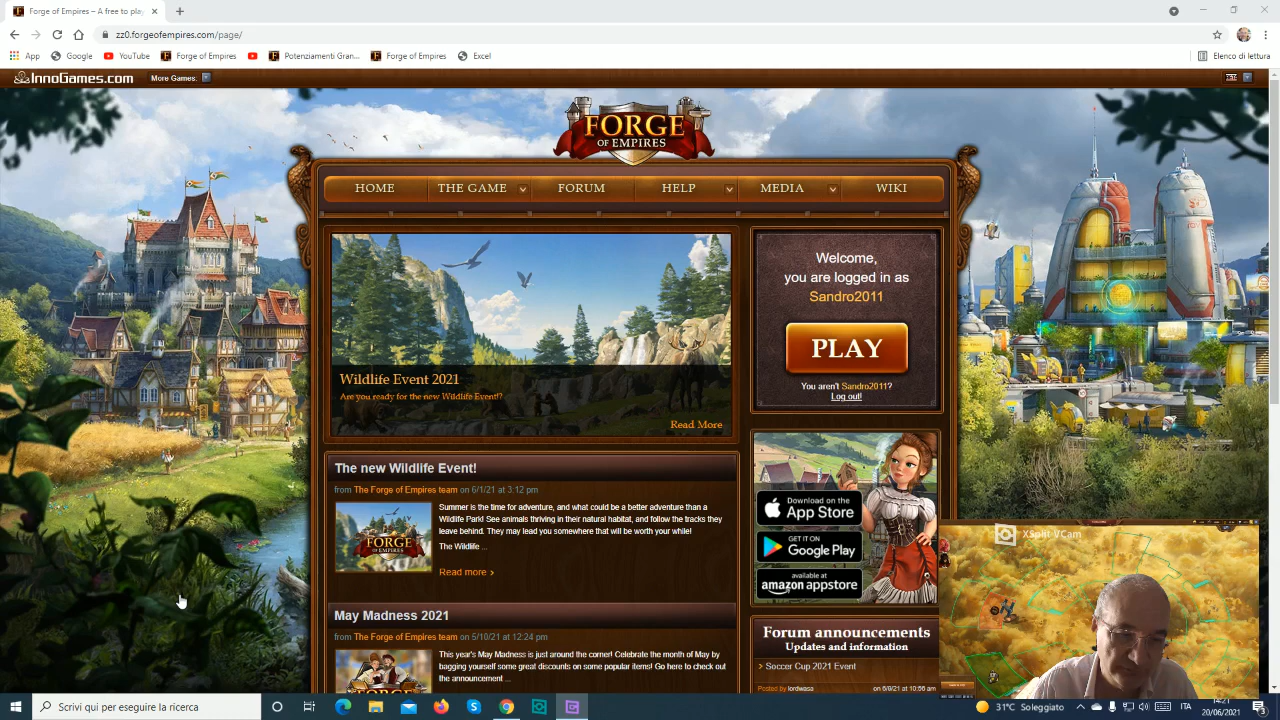 Forge of Empires – A free to play
zz0.forgeofempires.com/page/
App
Google
YouTube
Forge of Empires
Potenziamenti Gran...
Forge of Empires
Excel
Elenco di lettura
InnoGames.com
More Games:
FORGE
OF EMPIRES
HOME
THE GAME
FORUM
HELP
MEDIA
WIKI
Wildlife Event 2021
Are you ready for the new Wildlife Event!?
Read More
Welcome,
you are logged in as
Sandro2011
PLAY
You aren't Sandro2011?
Log out!
The new Wildlife Event!
from The Forge of Empires team on 6/1/21 at 3:12 pm
Summer is the time for adventure, and what could be a better adventure than a
Wildlife Park! See animals thriving in their natural habitat, and follow the tracks they
leave behind. They may lead you somewhere that will be worth your while!
The Wildlife ...
FORGE
OF EMPIRES
Read more
May Madness 2021
from The Forge of Empires team on 5/10/21 at 12:24 pm
This year's May Madness is just around the corner! Celebrate the month of May by
bagging yourself some great discounts on some popular items! Go here to check out
the announcement ...
Download on the
App Store
GET IT ON
Google Play
available at
amazon appstore
Forum announcements
Updates and information
Soccer Cup 2021 Event
Posted by lordwasa
on 6/8/21 at 10:56 am
XSplit VCam
Scrivi qui per eseguire la ricerca
31°C Soleggiato
ITA
14:21
20/06/2021